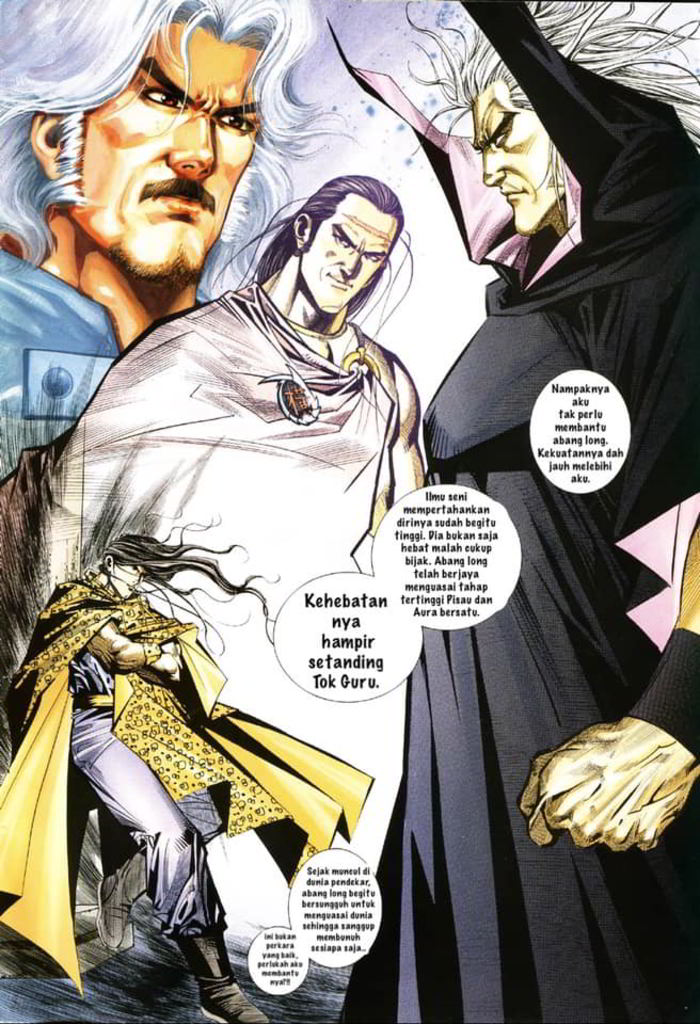 Nampaknya
aku
tak perlu
membantu
abang long.
Kekuatannya dah
jauh melebihi
aku.
Ilmu seni
mempertahankan
dirinya sudah begitu
tinggi. Dia bukan saja
hebat malah cukup
bijak. Abang long
telah berjaya
menguasai tahap
tertinggi Pisau dan
Aura bersatu.
Kehebatan
nya
hampir
setanding
Tok Guru.
Sejak muncul di
dunia pendekar,
abang long begitu
bersungguh untuk
menguasai dunia
sehingga sanggup
membunuh
sesiapa saja..
ini bukan
perkara
yang baik,
perlukah aku
membantu
nya?!!